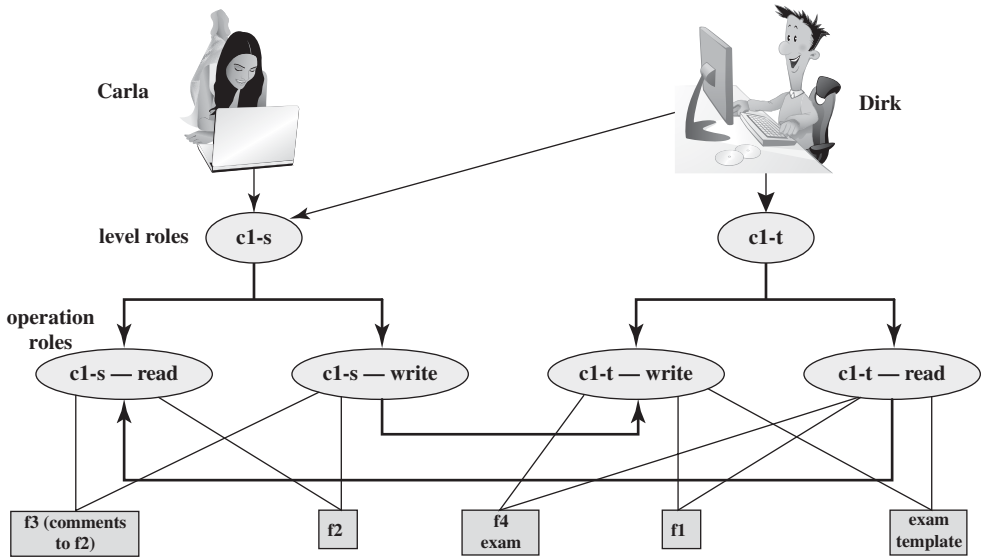 Carla
Dirk
level roles
c1-s
c1-t
operation
roles
c1-s — read
c1-s — write
c1-t — write
c1-t — read
f3 (comments
to f2)
f2
f4
exam
f1
exam
template